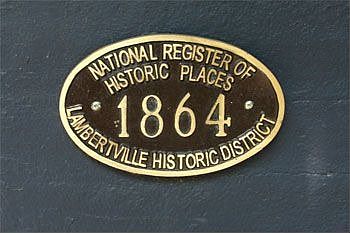 NATIONAL REGISTER OF
HISTORIC PLACES
1864
LAMBERTVILLE HISTORIC DISTRICT